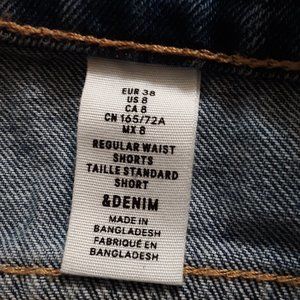 EUR 38
US 8
CA 8
CN 165/72A
MX 8
REGULAR WAIST
SHORTS
TAILLE STANDARD
SHORT
&DENIM
MADE IN
BANGLADESH
FABRIQUÉ EN
BANGLADESH